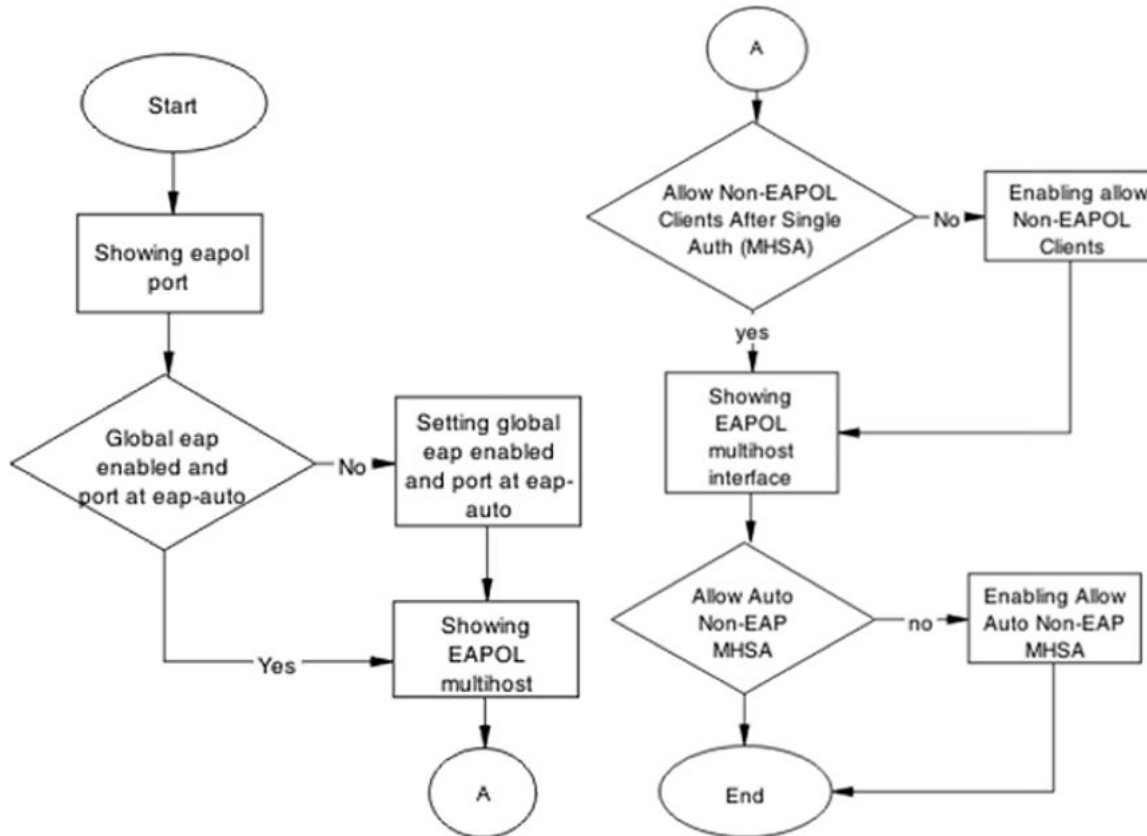 Start
Showing eapol
port
Global eap
enabled and
port at eap-auto
No
Setting global
eap enabled
and port at eap-
auto
Yes
Showing
EAPOL
multihost
A
A
Allow Non-EAPOL
Clients After Single
Auth (MHSA)
No
Enabling allow
Non-EAPOL
Clients
yes
Showing
EAPOL
multihost
interface
Allow Auto
Non-EAP
MHSA
no
Enabling Allow
Auto Non-EAP
MHSA
End